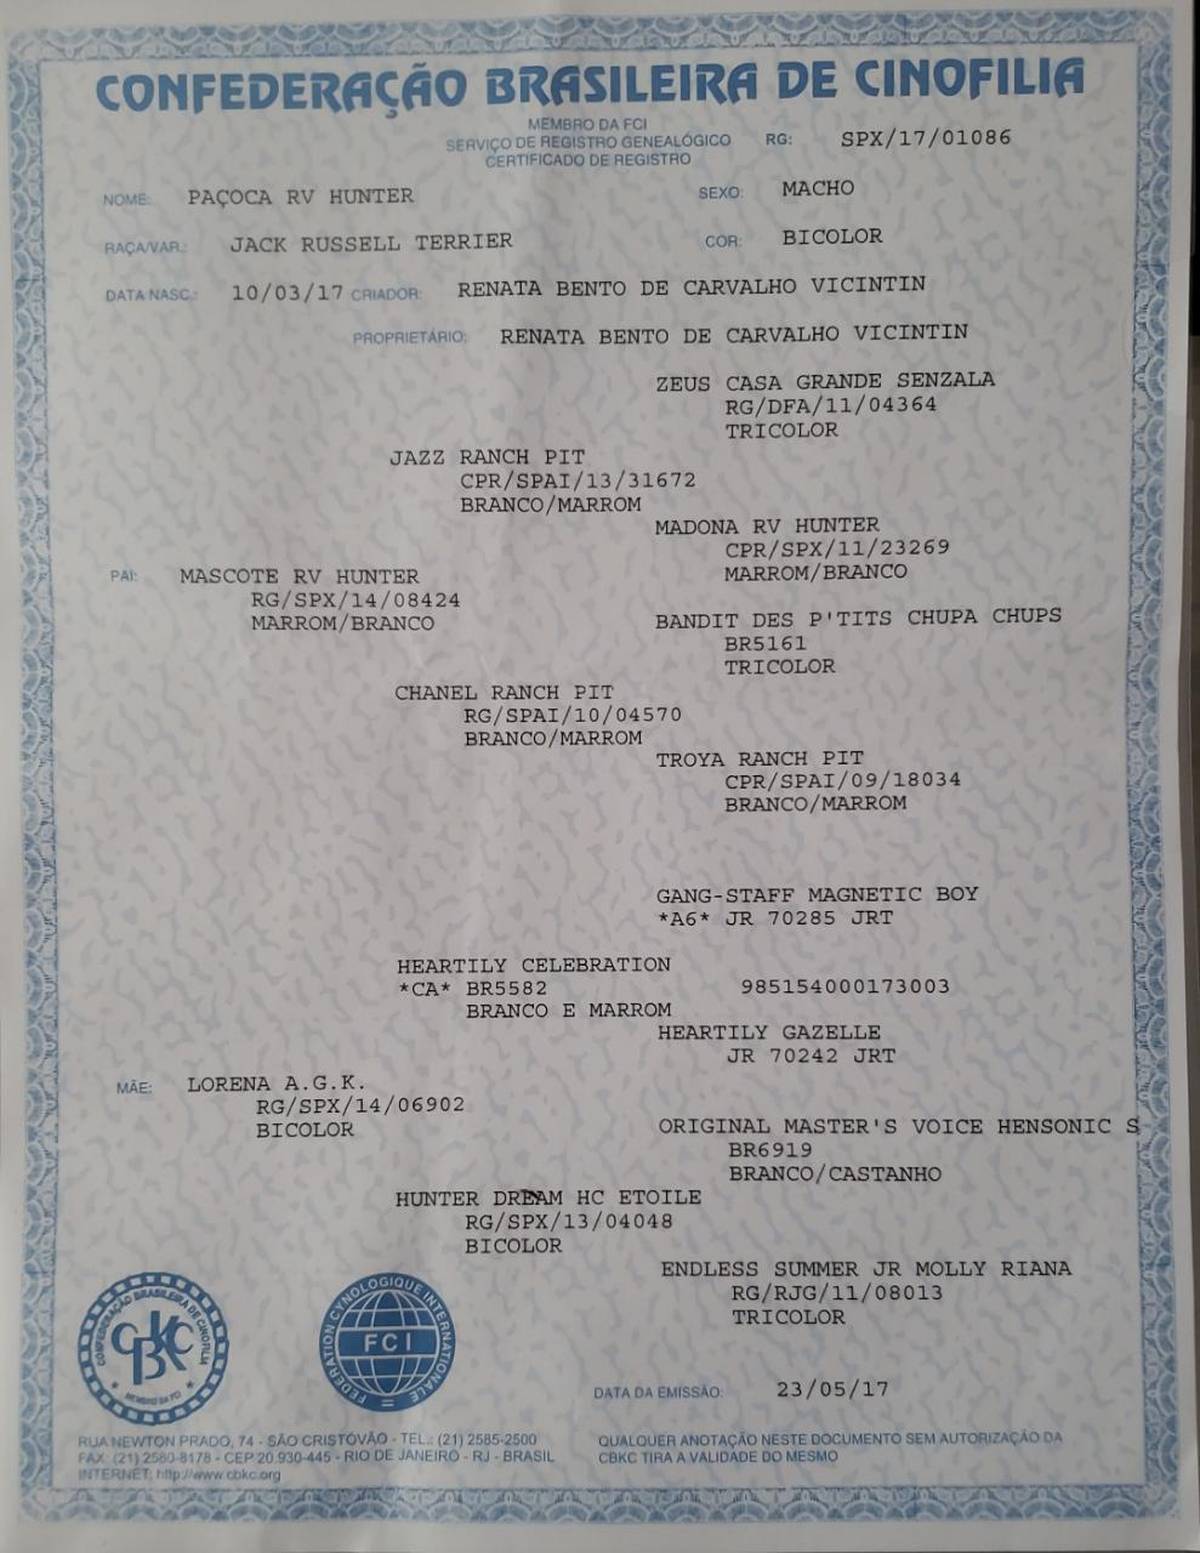 CONFEDERAÇÃO BRASILEIRA DE CINOFILIA
MEMBRO DA FCI
SERVIÇO DE REGISTRO GENEALÓGICO RG: SPX/17/01086
CERTIFICADO DE REGISTRO
NOME: PAÇOCA RV HUNTER SEXO: MACHO
RAÇA/VAR.: JACK RUSSELL TERRIER COR: BICOLOR
DATA NASC.: 10/03/17 CRIADOR: RENATA BENTO DE CARVALHO VICINTIN
PROPRIETÁRIO: RENATA BENTO DE CARVALHO VICINTIN
ZEUS CASA GRANDE SENZALA
RG/DFA/11/04364
TRICOLOR
JAZZ RANCH PIT
CPR/SPAI/13/31672
BRANCO/MARROM
MADONA RV HUNTER
CPR/SPX/11/23269
MARROM/BRANCO
PAI: MASCOTE RV HUNTER
RG/SPX/14/08424
MARROM/BRANCO
BANDIT DES P'TITS CHUPA CHUPS
BR5161
TRICOLOR
CHANEL RANCH PIT
RG/SPAI/10/04570
BRANCO/MARROM
TROYA RANCH PIT
CPR/SPAI/09/18034
BRANCO/MARROM
GANG-STAFF MAGNETIC BOY
*A6* JR 70285 JRT
HEARTILY CELEBRATION
*CA* BR5582 985154000173003
BRANCO E MARROM
HEARTILY GAZELLE
JR 70242 JRT
MÃE: LORENA A.G.K.
RG/SPX/14/06902
BICOLOR
ORIGINAL MASTER'S VOICE HENSONIC S
BR6919
BRANCO/CASTANHO
HUNTER DREAM HC ETOILE
RG/SPX/13/04048
BICOLOR
ENDLESS SUMMER JR MOLLY RIANA
RG/RJG/11/08013
TRICOLOR
CONFEDERAÇÃO BRASILEIRA DE CINOFILIA
CBKC
MEMBRO DA FCI
FEDERATION CYNOLOGIQUE INTERNATIONALE
FCI
DATA DA EMISSÃO: 23/05/17
RUA NEWTON PRADO, 74 - SÃO CRISTÓVÃO - TEL.: (21) 2585-2500
FAX: (21) 2580-8178 - CEP 20.930-445 - RIO DE JANEIRO - RJ - BRASIL
INTERNET: http://www.cbkc.org
QUALQUER ANOTAÇÃO NESTE DOCUMENTO SEM AUTORIZAÇÃO DA
CBKC TIRA A VALIDADE DO MESMO